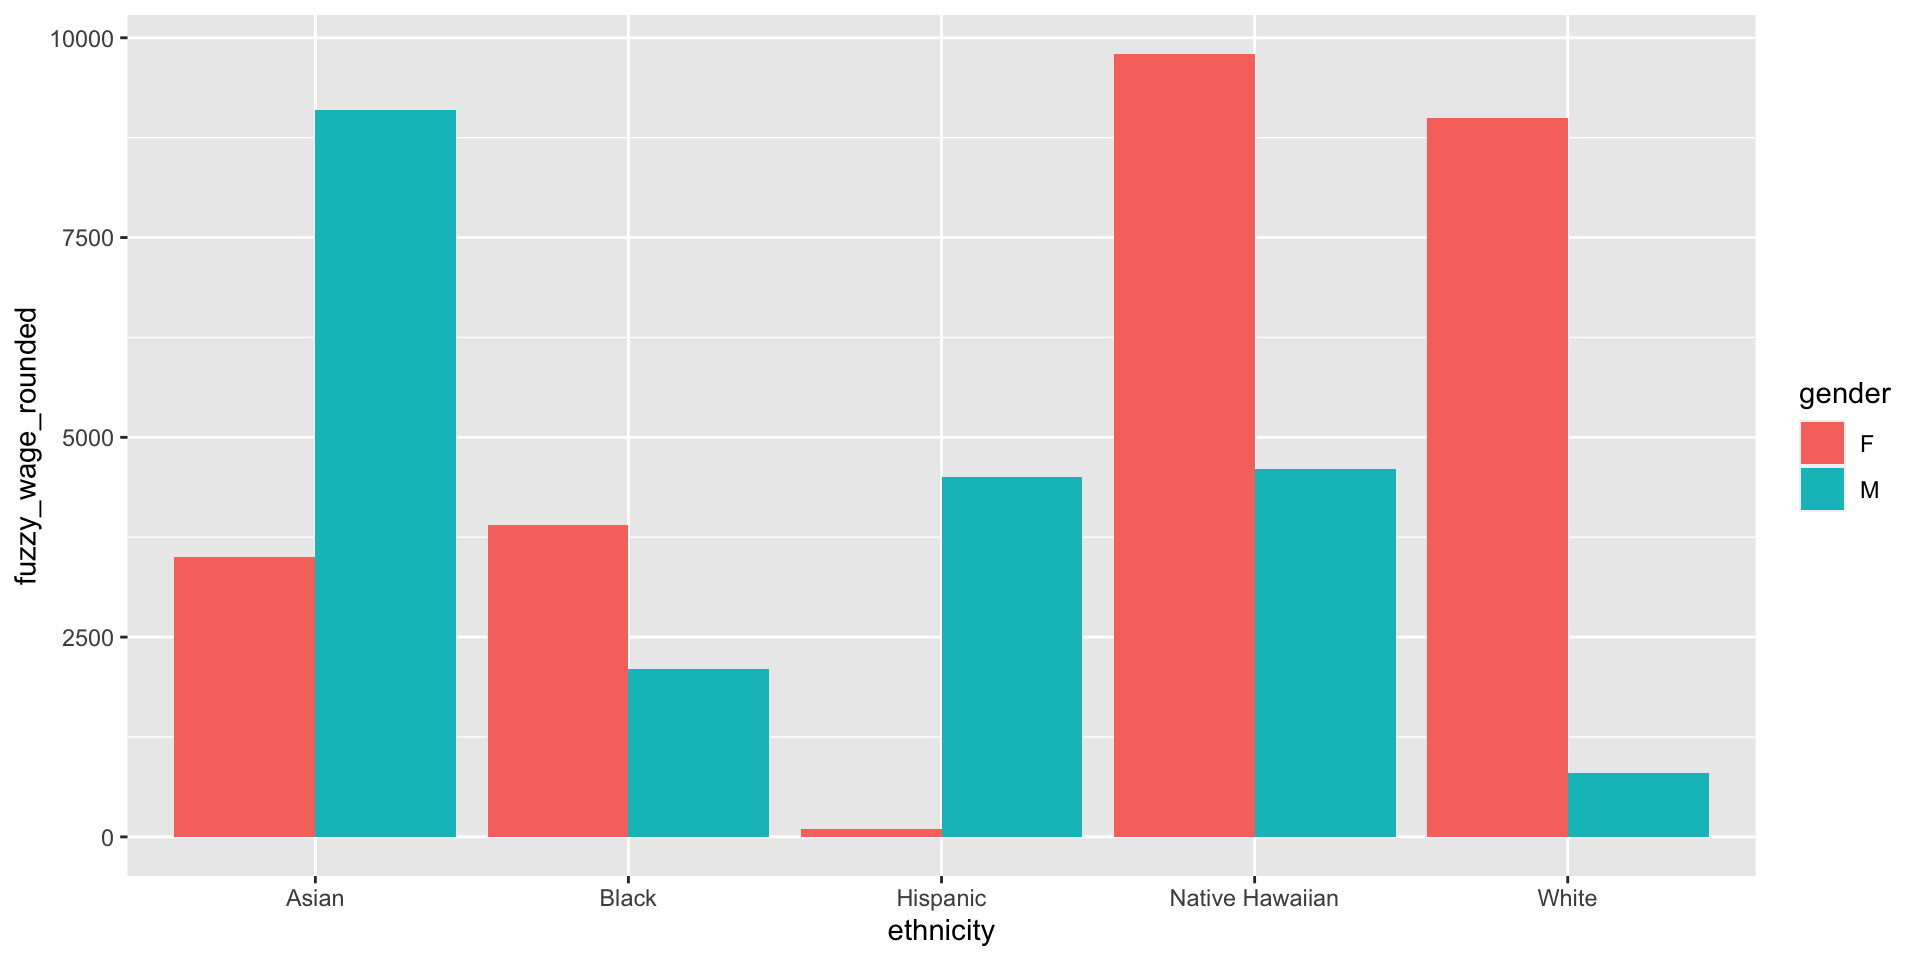 10000
7500
5000
2500
0
fuzzy_wage_rounded
Asian
Black
Hispanic
Native Hawaiian
White
ethnicity
gender
F
M